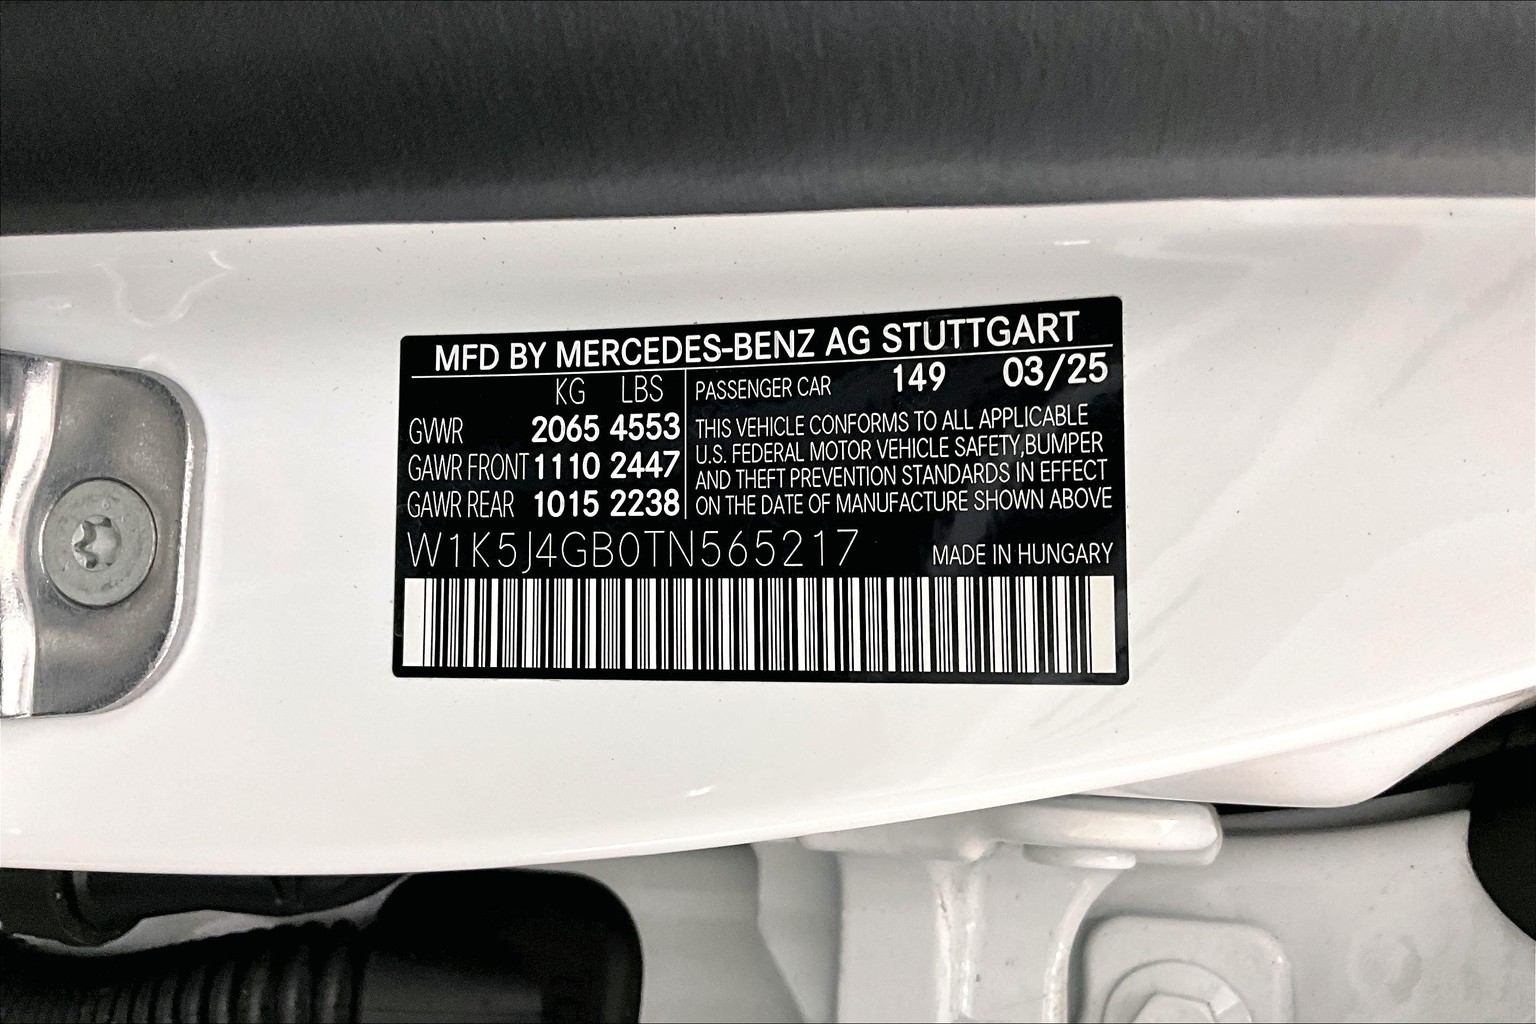 MFD BY MERCEDES-BENZ AG STUTTGART
KG LBS
GVWR 2065 4553
GAWR FRONT 1110 2447
GAWR REAR 1015 2238
PASSENGER CAR 149 03/25
THIS VEHICLE CONFORMS TO ALL APPLICABLE
U.S. FEDERAL MOTOR VEHICLE SAFETY,BUMPER
AND THEFT PREVENTION STANDARDS IN EFFECT
ON THE DATE OF MANUFACTURE SHOWN ABOVE
W1K5J4GB0TN565217 MADE IN HUNGARY